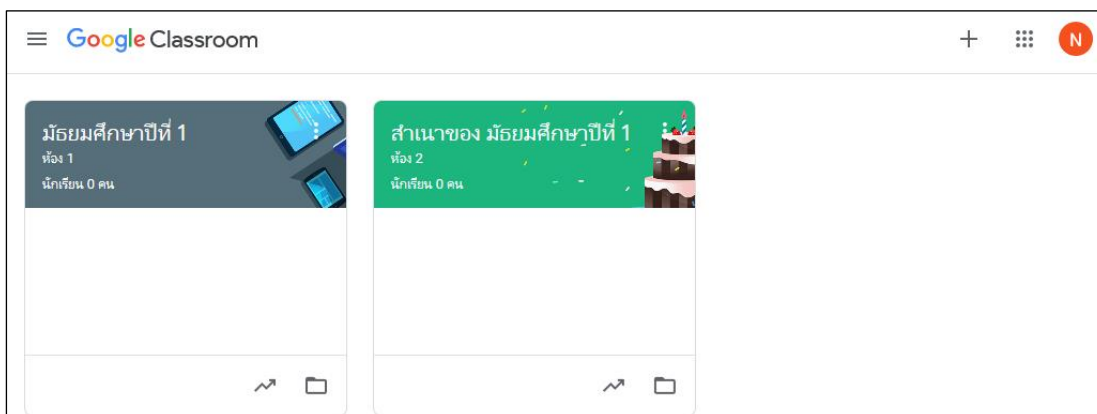 Google Classroom
N
มัธยมศึกษาปีที่ 1
ห้อง 1
นักเรียน 0 คน
สำเนาของ มัธยมศึกษาปีที่ 1
ห้อง 2
นักเรียน 0 คน